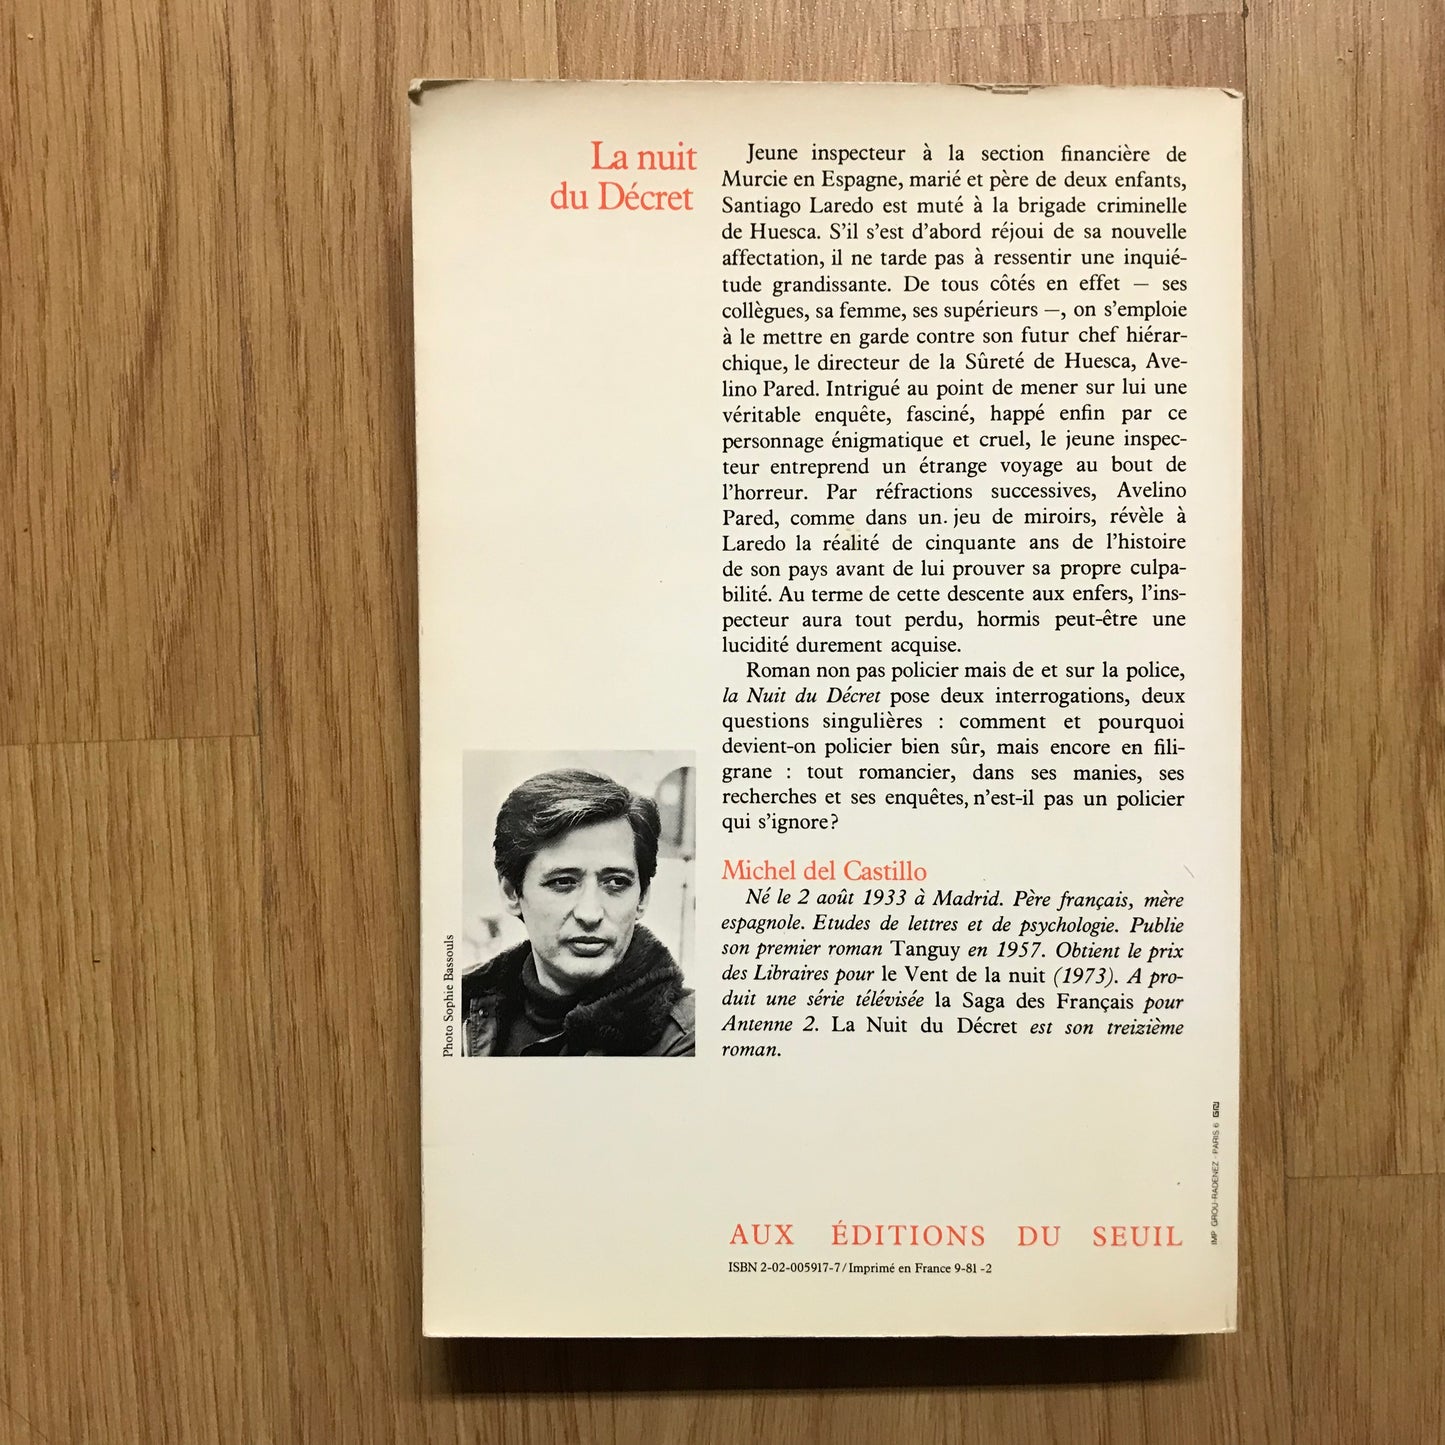 La nuit
du Décret
Jeune inspecteur à la section financière de
Murcie en Espagne, marié et père de deux enfants,
Santiago Laredo est muté à la brigade criminelle
de Huesca. S'il s'est d'abord réjoui de sa nouvelle
affectation, il ne tarde pas à ressentir une inquié-
tude grandissante. De tous côtés en effet — ses
collègues, sa femme, ses supérieurs —, on s'emploie
à le mettre en garde contre son futur chef hiérar-
chique, le directeur de la Sûreté de Huesca, Ave-
lino Pared. Intrigué au point de mener sur lui une
véritable enquête, fasciné, happé enfin par ce
personnage énigmatique et cruel, le jeune inspec-
teur entreprend un étrange voyage au bout de
l'horreur. Par réfractions successives, Avelino
Pared, comme dans un jeu de miroirs, révèle à
Laredo la réalité de cinquante ans de l'histoire
de son pays avant de lui prouver sa propre culpa-
bilité. Au terme de cette descente aux enfers, l'ins-
pecteur aura tout perdu, hormis peut-être une
lucidité durement acquise.
Roman non pas policier mais de et sur la police,
la Nuit du Décret pose deux interrogations, deux
questions singulières : comment et pourquoi
devient-on policier bien sûr, mais encore en fili-
grane : tout romancier, dans ses manies, ses
recherches et ses enquêtes, n'est-il pas un policier
qui s'ignore?
Michel del Castillo
Né le 2 août 1933 à Madrid. Père français, mère
espagnole. Etudes de lettres et de psychologie. Publie
son premier roman Tanguy en 1957. Obtient le prix
des Libraires pour le Vent de la nuit (1973). A pro-
duit une série télévisée la Saga des Français pour
Antenne 2. La Nuit du Décret est son treizième
roman.
Photo Sophie Bassouls
AUX ÉDITIONS DU SEUIL
ISBN 2-02-005917-7/Imprimé en France 9-81-2
IMP GROU-RADENEZ - PARIS 6